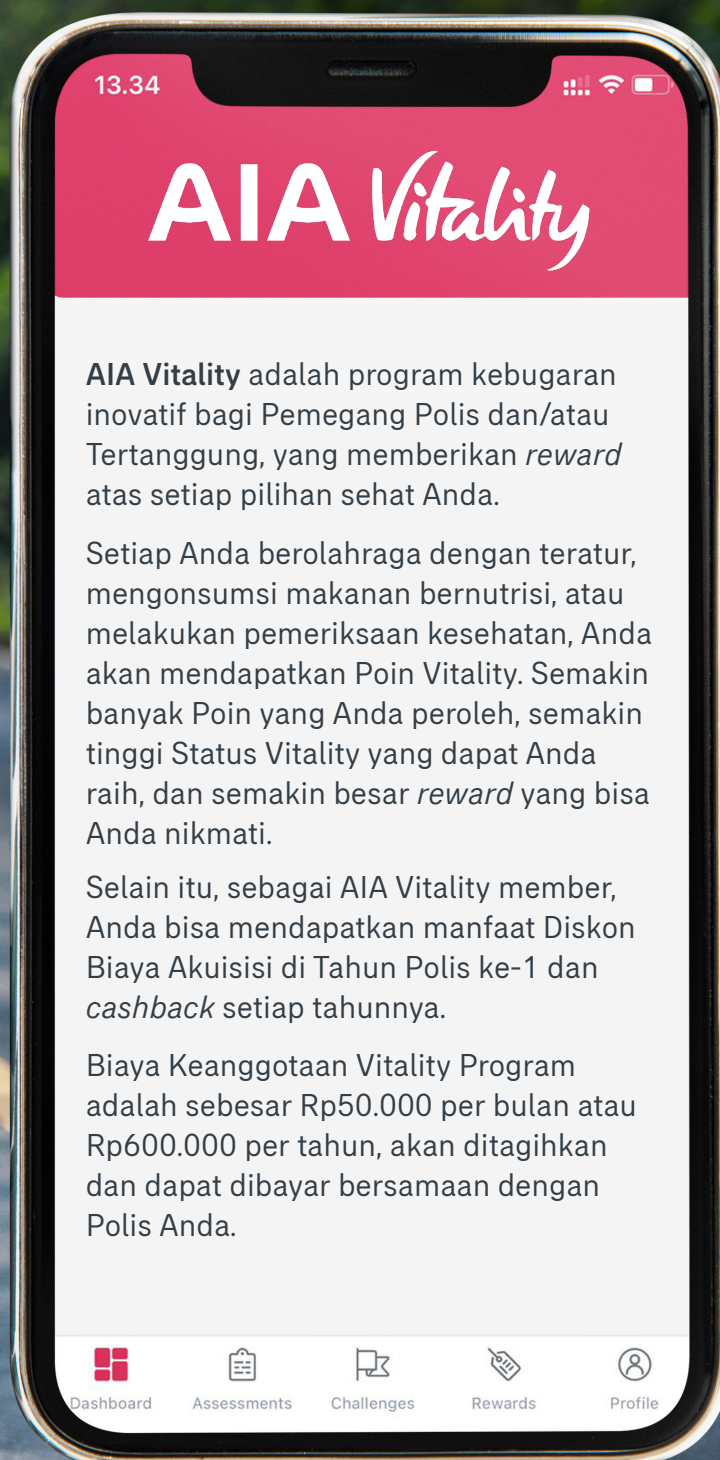 13.34
AIA Vitality
AIA Vitality adalah program kebugaran
inovatif bagi Pemegang Polis dan/atau
Tertanggung, yang memberikan reward
atas setiap pilihan sehat Anda.
Setiap Anda berolahraga dengan teratur,
mengonsumsi makanan bernutrisi, atau
melakukan pemeriksaan kesehatan, Anda
akan mendapatkan Poin Vitality. Semakin
banyak Poin yang Anda peroleh, semakin
tinggi Status Vitality yang dapat Anda
raih, dan semakin besar reward yang bisa
Anda nikmati.
Selain itu, sebagai AIA Vitality member,
Anda bisa mendapatkan manfaat Diskon
Biaya Akuisisi di Tahun Polis ke-1 dan
cashback setiap tahunnya.
Biaya Keanggotaan Vitality Program
adalah sebesar Rp50.000 per bulan atau
Rp600.000 per tahun, akan ditagihkan
dan dapat dibayar bersamaan dengan
Polis Anda.
Dashboard Assessments Challenges Rewards Profile